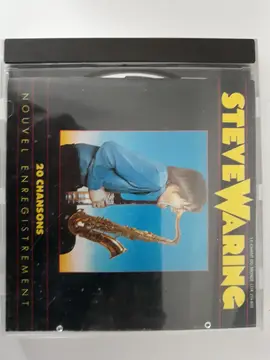 STEVE WARING
20 CHANSONS
NOUVEL ENREGISTREMENT